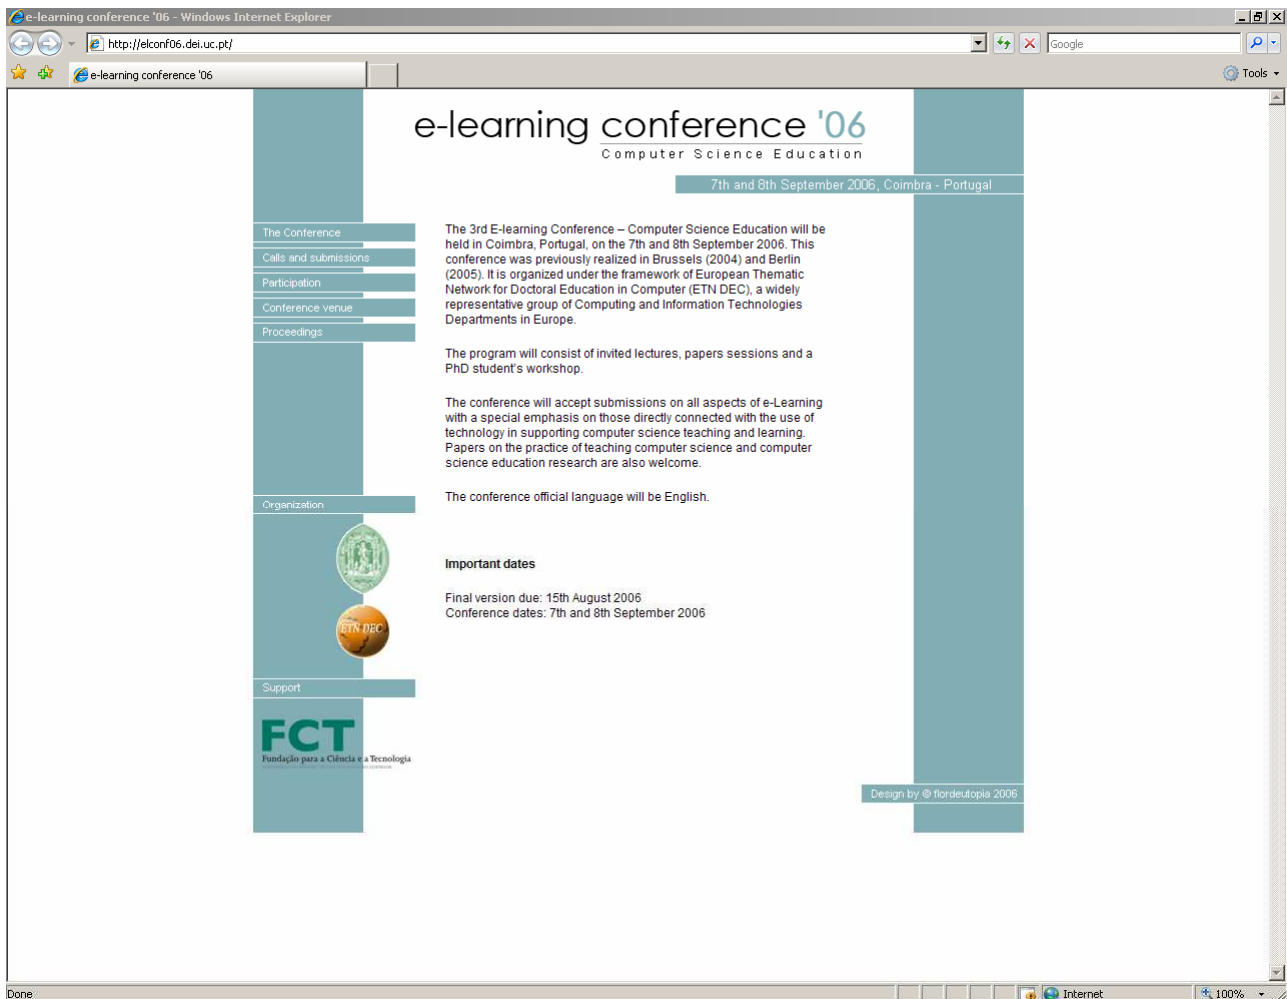 e-learning conference '06 - Windows Internet Explorer
http://elconf06.dei.uc.pt/
Google
e-learning conference '06
Tools
e-learning conference '06
Computer Science Education
7th and 8th September 2006, Coimbra - Portugal
The Conference
Calls and submissions
Participation
Conference venue
Proceedings
The 3rd E-learning Conference – Computer Science Education will be
held in Coimbra, Portugal, on the 7th and 8th September 2006. This
conference was previously realized in Brussels (2004) and Berlin
(2005). It is organized under the framework of European Thematic
Network for Doctoral Education in Computer (ETN DEC), a widely
representative group of Computing and Information Technologies
Departments in Europe.
The program will consist of invited lectures, papers sessions and a
PhD student's workshop.
The conference will accept submissions on all aspects of e-Learning
with a special emphasis on those directly connected with the use of
technology in supporting computer science teaching and learning.
Papers on the practice of teaching computer science and computer
science education research are also welcome.
The conference official language will be English.
Important dates
Final version due: 15th August 2006
Conference dates: 7th and 8th September 2006
Organization
ETN DEC
Support
FCT
Fundação para a Ciência e a Tecnologia
Design by © flordeutopia 2006
Done
Internet
100%